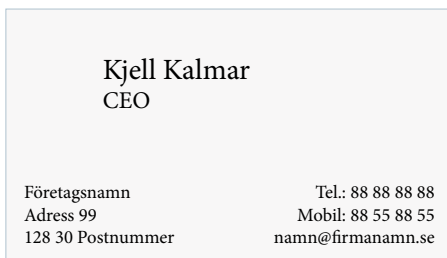 Kjell Kalmar
CEO
Företagsnamn
Adress 99
128 30 Postnummer
Tel.: 88 88 88 88
Mobil: 88 55 88 55
namn@firmanamn.se